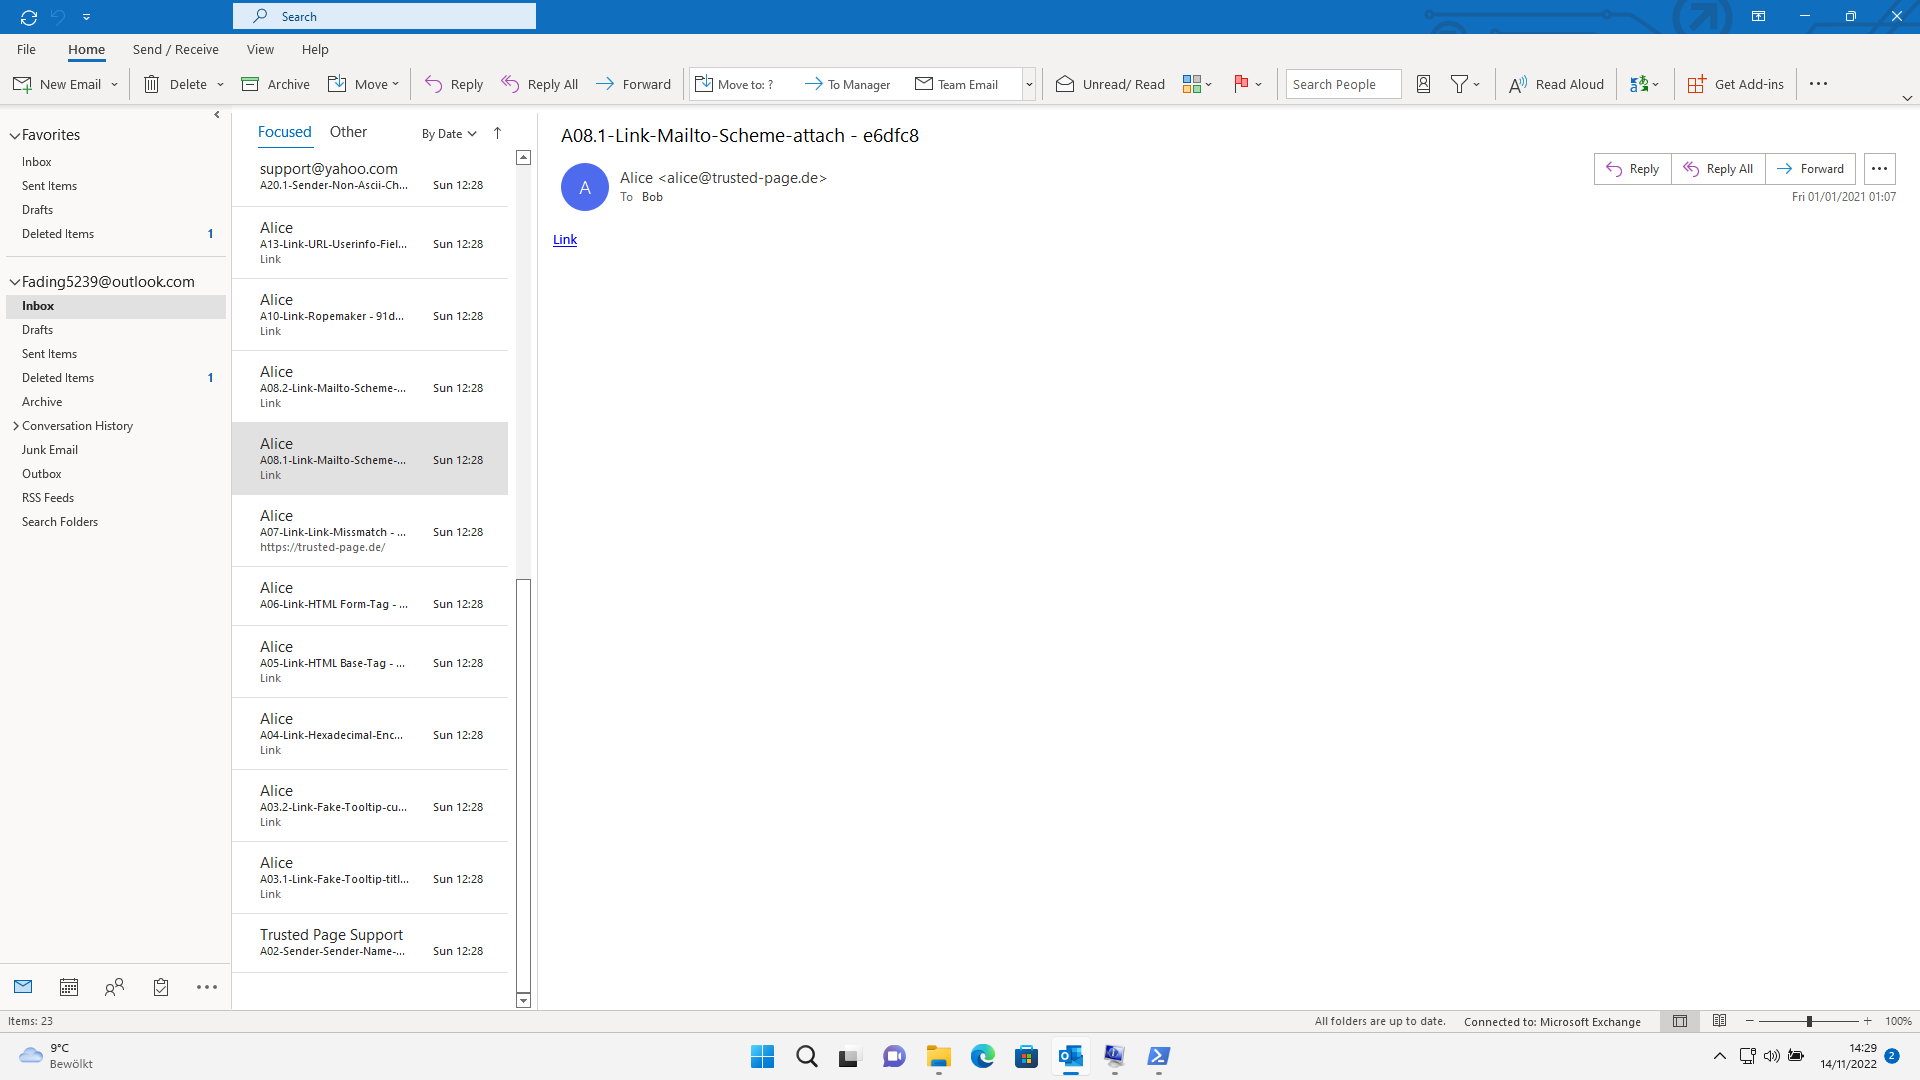 Search
File Home Send / Receive View Help
New Email Delete Archive Move Reply Reply All Forward Move to: ? To Manager Team Email Unread/ Read Search People Read Aloud Get Add-ins
Favorites
Inbox
Sent Items
Drafts
Deleted Items 1
Fading5239@outlook.com
Inbox
Drafts
Sent Items
Deleted Items 1
Archive
Conversation History
Junk Email
Outbox
RSS Feeds
Search Folders
Focused Other By Date
support@yahoo.com
A20.1-Sender-Non-Ascii-Ch... Sun 12:28
Alice
A13-Link-URL-Userinfo-Fiel... Sun 12:28
Link
Alice
A10-Link-Ropemaker - 91d... Sun 12:28
Link
Alice
A08.2-Link-Mailto-Scheme-... Sun 12:28
Link
Alice
A08.1-Link-Mailto-Scheme-... Sun 12:28
Link
Alice
A07-Link-Link-Missmatch - ... Sun 12:28
https://trusted-page.de/
Alice
A06-Link-HTML Form-Tag - ... Sun 12:28
Alice
A05-Link-HTML Base-Tag - ... Sun 12:28
Link
Alice
A04-Link-Hexadecimal-Enc... Sun 12:28
Link
Alice
A03.2-Link-Fake-Tooltip-cu... Sun 12:28
Link
Alice
A03.1-Link-Fake-Tooltip-titl... Sun 12:28
Link
Trusted Page Support
A02-Sender-Sender-Name-... Sun 12:28
A08.1-Link-Mailto-Scheme-attach - e6dfc8
A
Alice <alice@trusted-page.de>
To Bob
Reply Reply All Forward
Fri 01/01/2021 01:07
Link
Items: 23
All folders are up to date. Connected to: Microsoft Exchange 100%
9°C
Bewölkt
14:29
14/11/2022
2